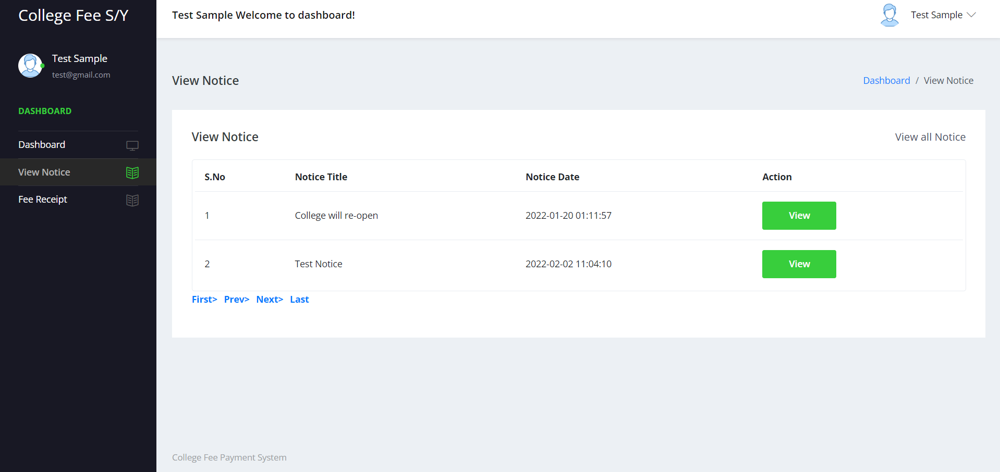 College Fee S/Y
Test Sample
test@gmail.com
DASHBOARD
Dashboard
View Notice
Fee Receipt
Test Sample Welcome to dashboard!
Test Sample
View Notice
Dashboard / View Notice
View Notice
View all Notice
S.No Notice Title Notice Date Action
1 College will re-open 2022-01-20 01:11:57 View
2 Test Notice 2022-02-02 11:04:10 View
First> Prev> Next> Last
College Fee Payment System